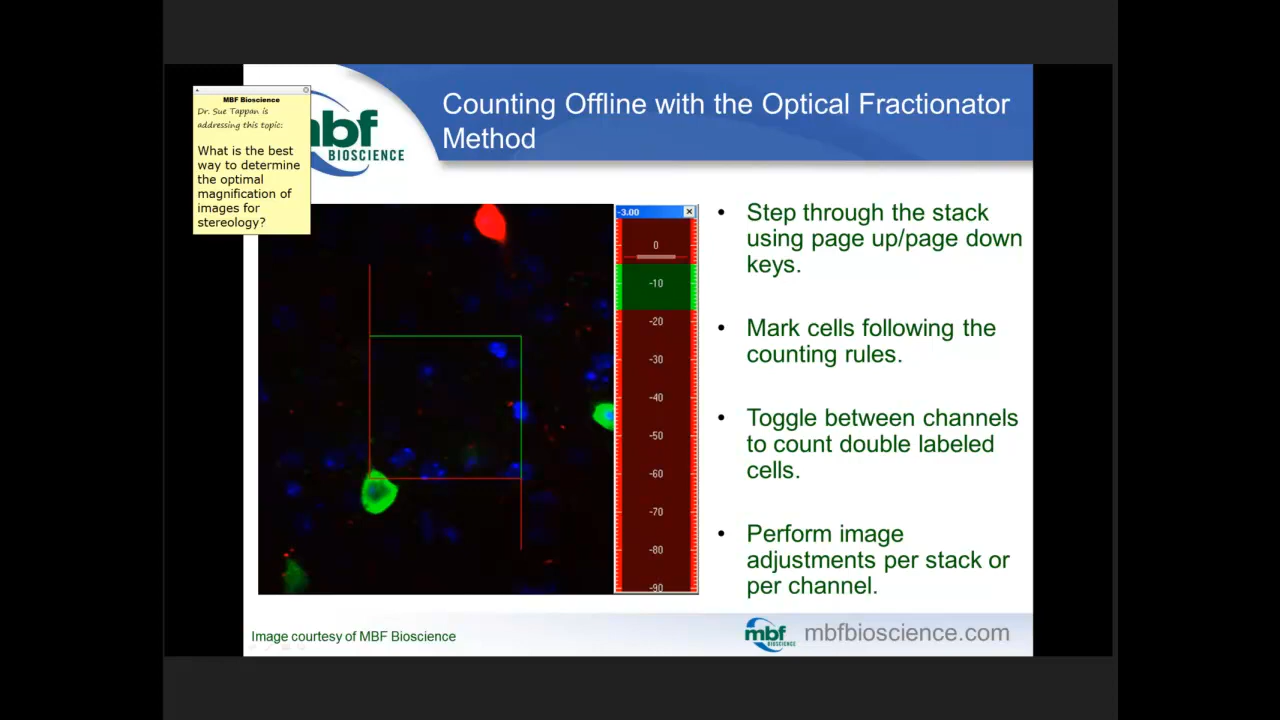 MBF Bioscience
Dr. Sue Tappan is
addressing this topic:
What is the best
way to determine
the optimal
magnification of
images for
stereology?
mbf
BIOSCIENCE
Counting Offline with the Optical Fractionator
Method
-3.00
0
-10
-20
-30
-40
-50
-60
-70
-80
-90
• Step through the stack
using page up/page down
keys.
• Mark cells following the
counting rules.
• Toggle between channels
to count double labeled
cells.
• Perform image
adjustments per stack or
per channel.
Image courtesy of MBF Bioscience
mbf
BIOSCIENCE
mbfbioscience.com